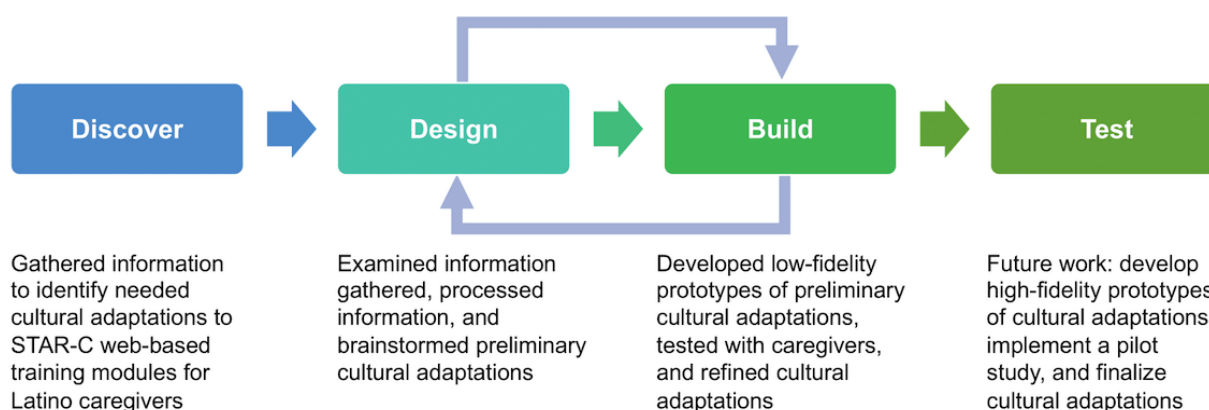 Discover
Design
Build
Test
Gathered information
to identify needed
cultural adaptations to
STAR-C web-based
training modules for
Latino caregivers
Examined information
gathered, processed
information, and
brainstormed preliminary
cultural adaptations
Developed low-fidelity
prototypes of preliminary
cultural adaptations,
tested with caregivers,
and refined cultural
adaptations
Future work: develop
high-fidelity prototypes
of cultural adaptations
implement a pilot
study, and finalize
cultural adaptations